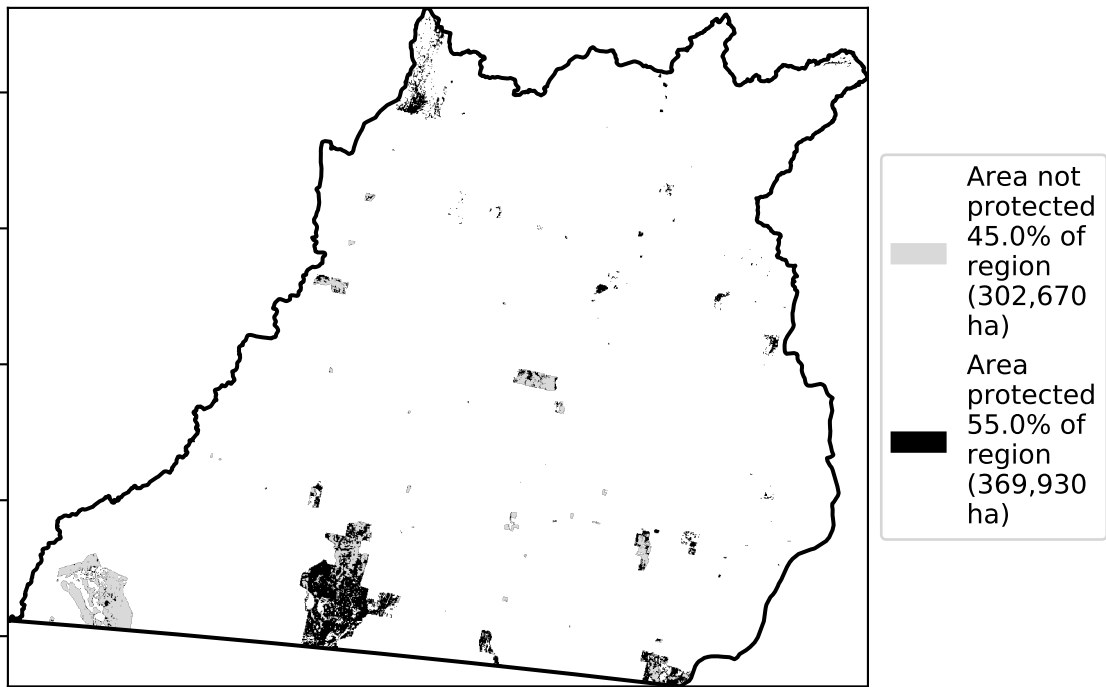 Area not
protected
45.0% of
region
(302,670
ha)
Area
protected
55.0% of
region
(369,930
ha)